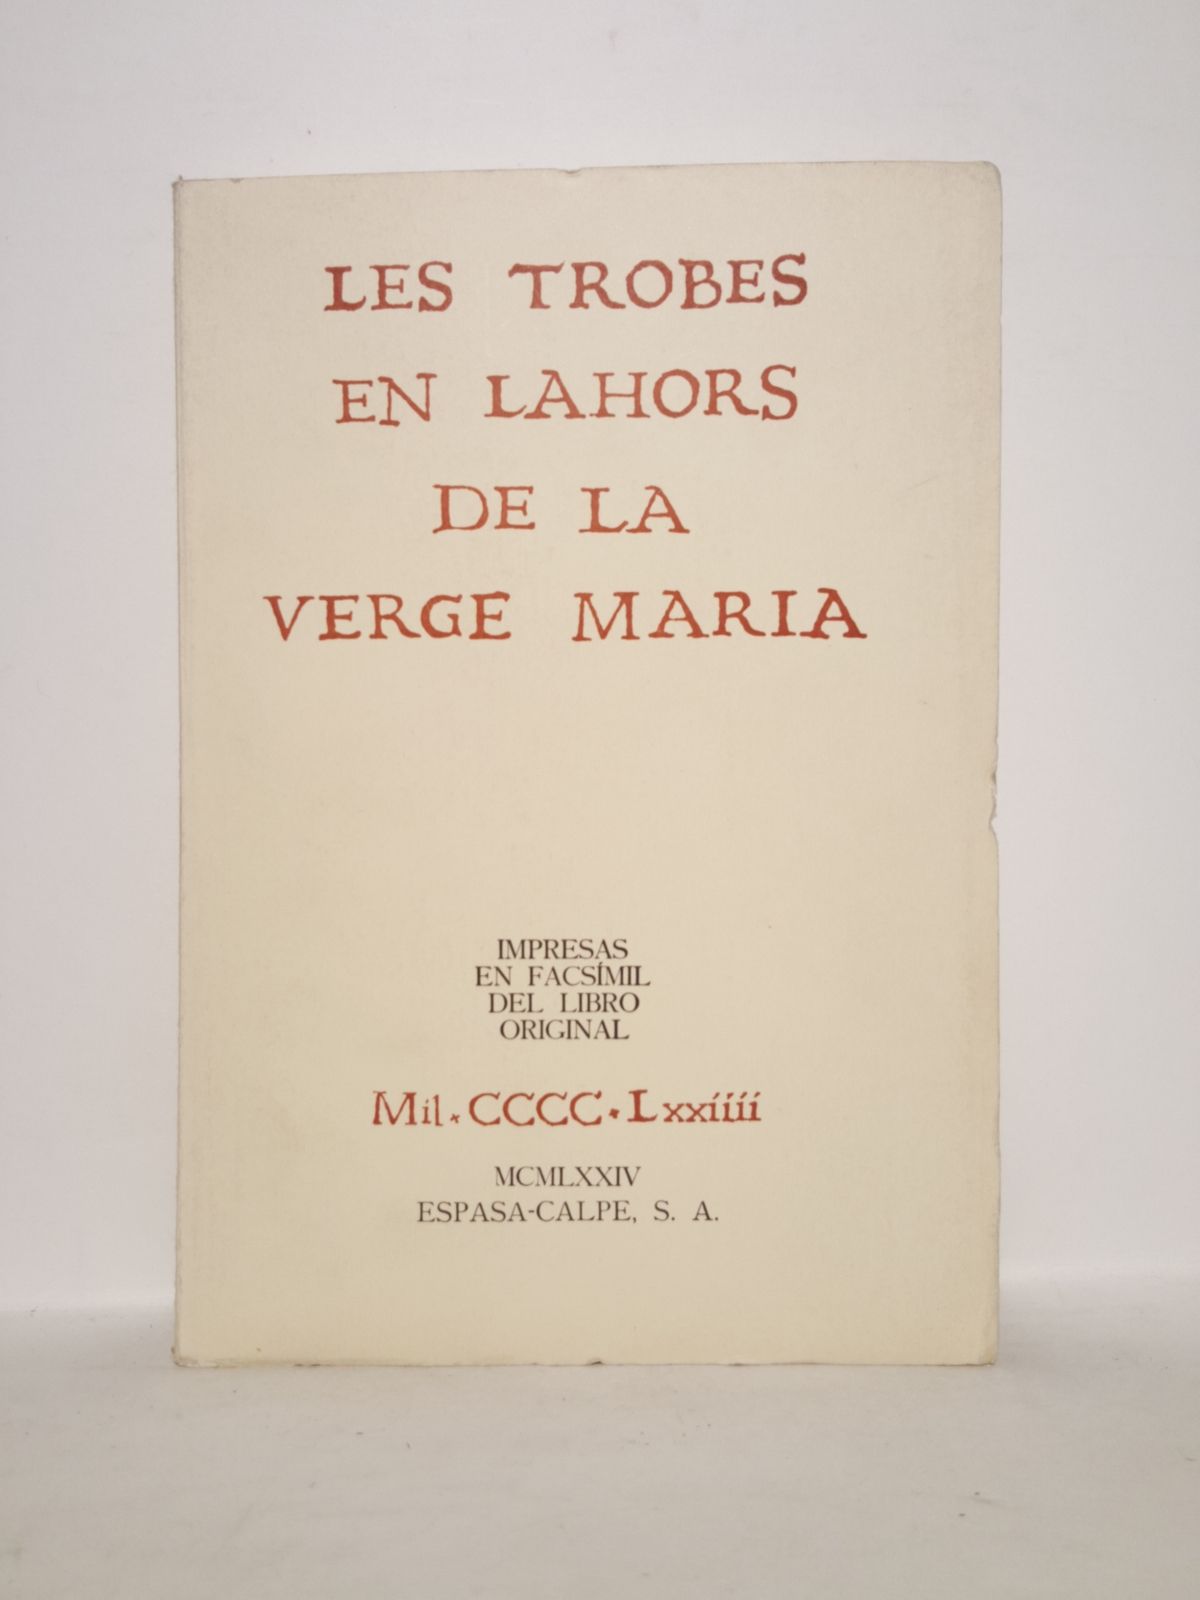 LES TROBES
EN LAHORS
DE LA
VERGE MARIA
IMPRESAS
EN FACSÍMIL
DEL LIBRO
ORIGINAL
Mil * CCCC * Lxxíííí
MCMLXXIV
ESPASA-CALPE, S. A.